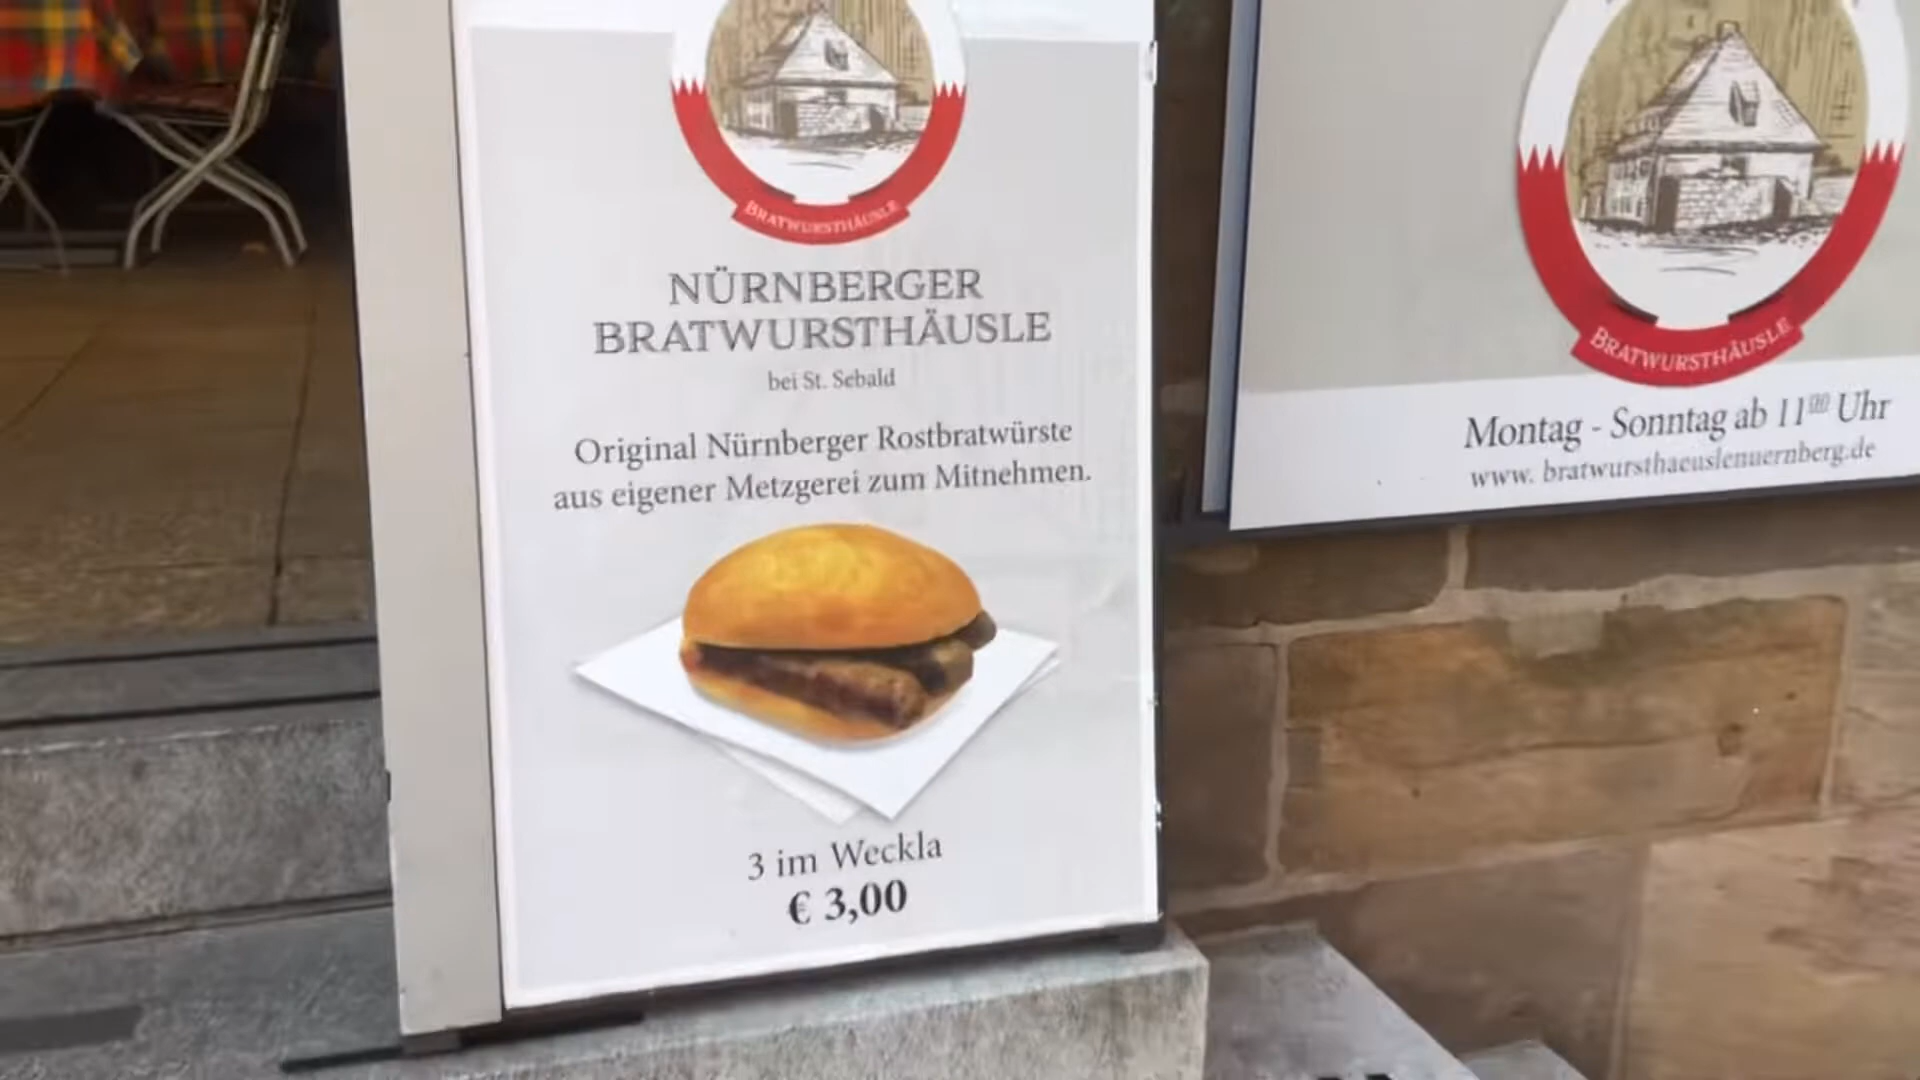 BRATWURSTHÄUSLE
NÜRNBERGER
BRATWURSTHÄUSLE
bei St. Sebald
Original Nürnberger Rostbratwürste
aus eigener Metzgerei zum Mitnehmen.
3 im Weckla
€ 3,00
BRATWURSTHÄUSLE
Montag - Sonntag ab 11⁰⁰ Uhr
www. bratwursthaeuslenuernberg.de